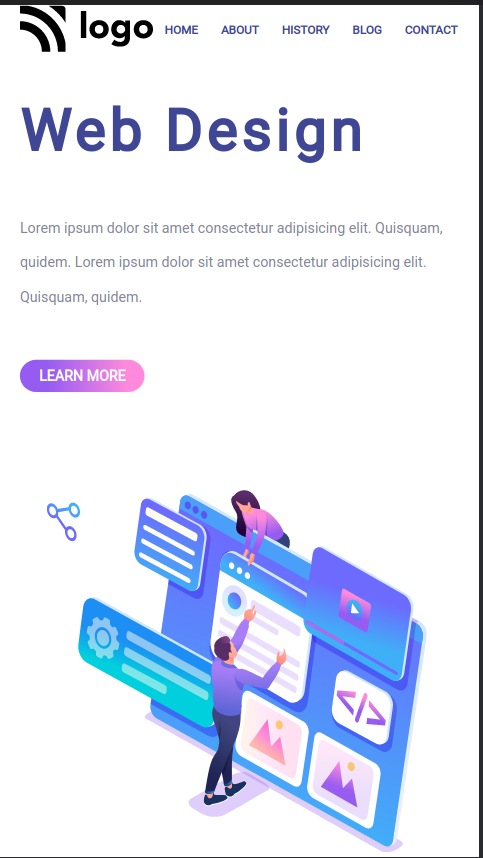 logo
HOME ABOUT HISTORY BLOG CONTACT
Web Design
Lorem ipsum dolor sit amet consectetur adipisicing elit. Quisquam,
quidem. Lorem ipsum dolor sit amet consectetur adipisicing elit.
Quisquam, quidem.
LEARN MORE
</>